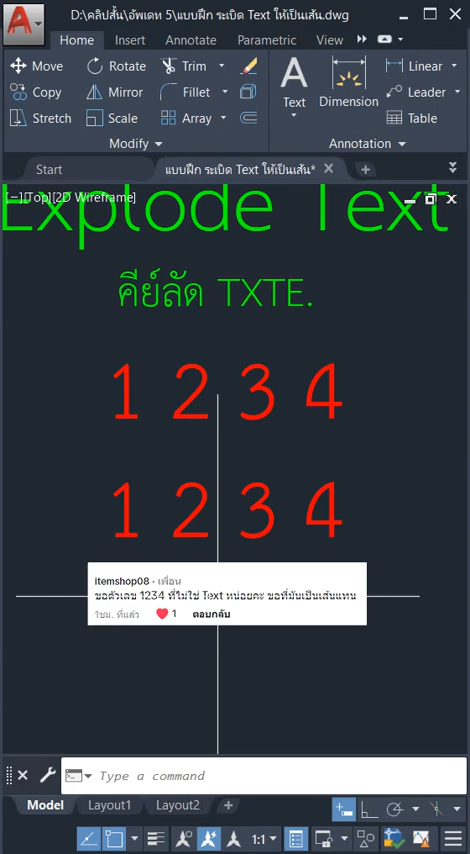 D:\คลิปสั้น\อัพเดท 5\แบบฝึก ระเบิด Text ให้เป็นเส้น.dwg
Home Insert Annotate Parametric View
Move Rotate Trim
Copy Mirror Fillet
Stretch Scale Array
Text Dimension
Linear
Leader
Table
Modify Annotation
Start แบบฝึก ระเบิด Text ให้เป็นเส้น*
[−][Top][2D Wireframe]
Explode Text
คีย์ลัด TXTE.
1 2 3 4
1 2 3 4
itemshop08 · เพื่อน
ขอตัวเลข 1234 ที่ไม่ใช่ Text หน่อยคะ ขอที่มันเป็นเส้นแทน
1ชม. ที่แล้ว 1 ตอบกลับ
Type a command
Model Layout1 Layout2
1:1